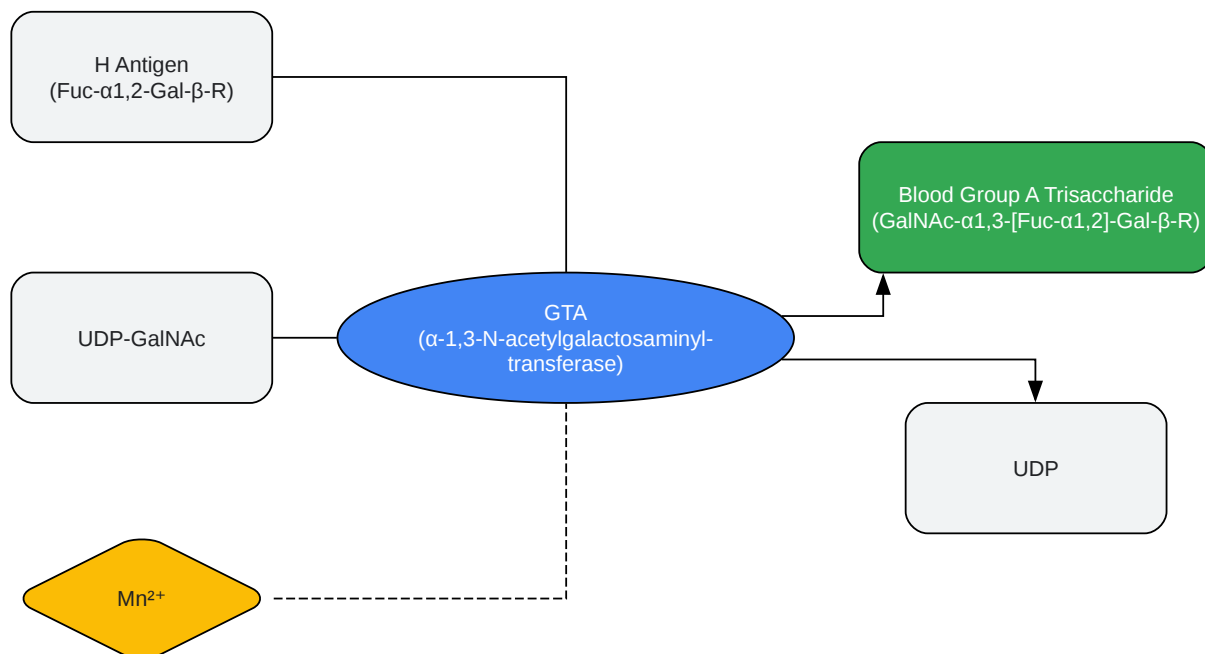 H Antigen
(Fuc-α1,2-Gal-β-R)
Blood Group A Trisaccharide
(GalNAc-α1,3-[Fuc-α1,2]-Gal-β-R)
UDP-GalNAc
GTA
(α-1,3-N-acetylgalactosaminyl-
transferase)
UDP
Mn²⁺